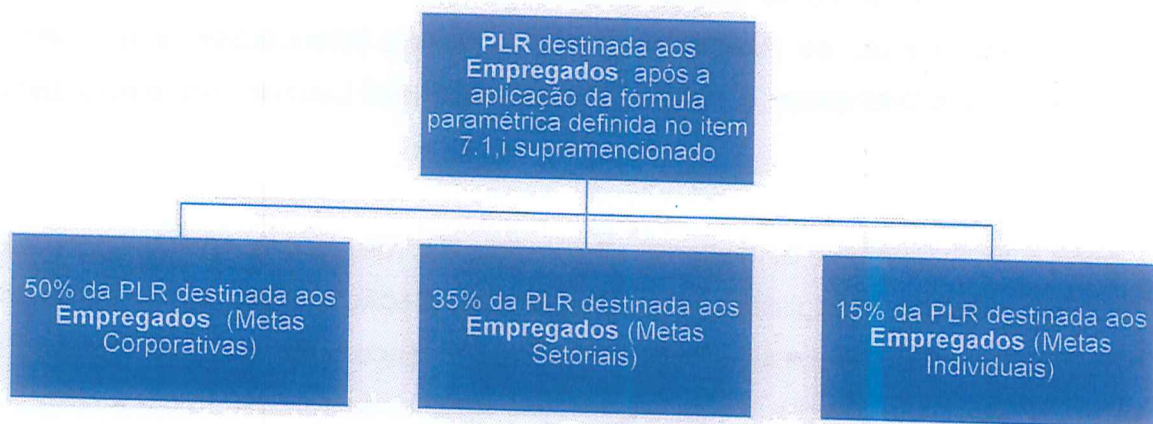 PLR destinada aos
Empregados, após a
aplicação da fórmula
paramétrica definida no item
7.1,i supramencionado
50% da PLR destinada aos
Empregados (Metas
Corporativas)
35% da PLR destinada aos
Empregados (Metas
Setoriais)
15% da PLR destinada aos
Empregados (Metas
Individuais)